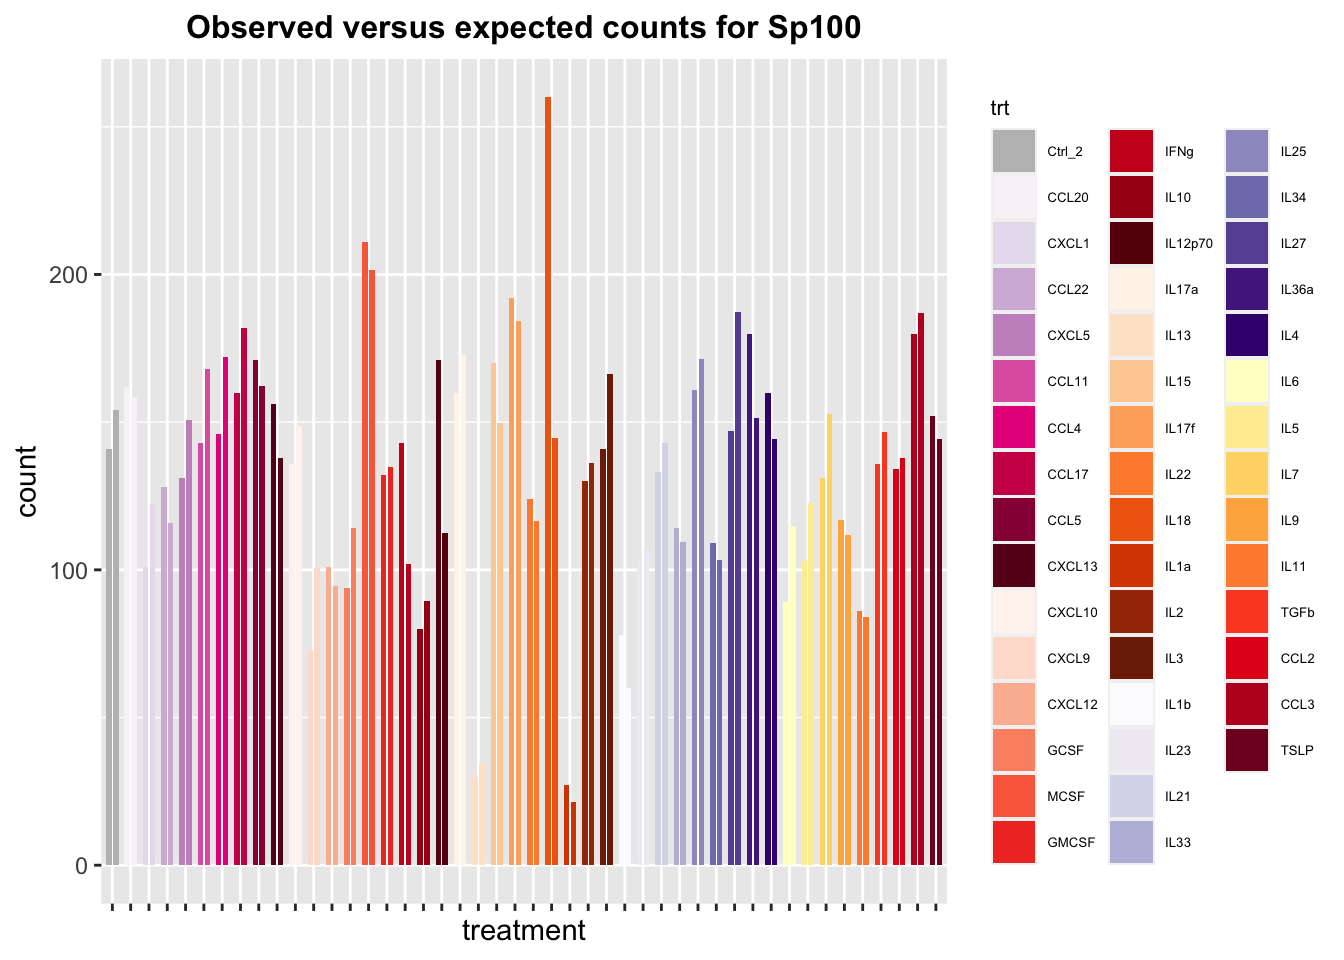 Observed versus expected counts for Sp100
count
200
100
0
treatment
trt
Ctrl_2
CCL20
CXCL1
CCL22
CXCL5
CCL11
CCL4
CCL17
CCL5
CXCL13
CXCL10
CXCL9
CXCL12
GCSF
MCSF
GMCSF
IFNg
IL10
IL12p70
IL17a
IL13
IL15
IL17f
IL22
IL18
IL1a
IL2
IL3
IL1b
IL23
IL21
IL33
IL25
IL34
IL27
IL36a
IL4
IL6
IL5
IL7
IL9
IL11
TGFb
CCL2
CCL3
TSLP